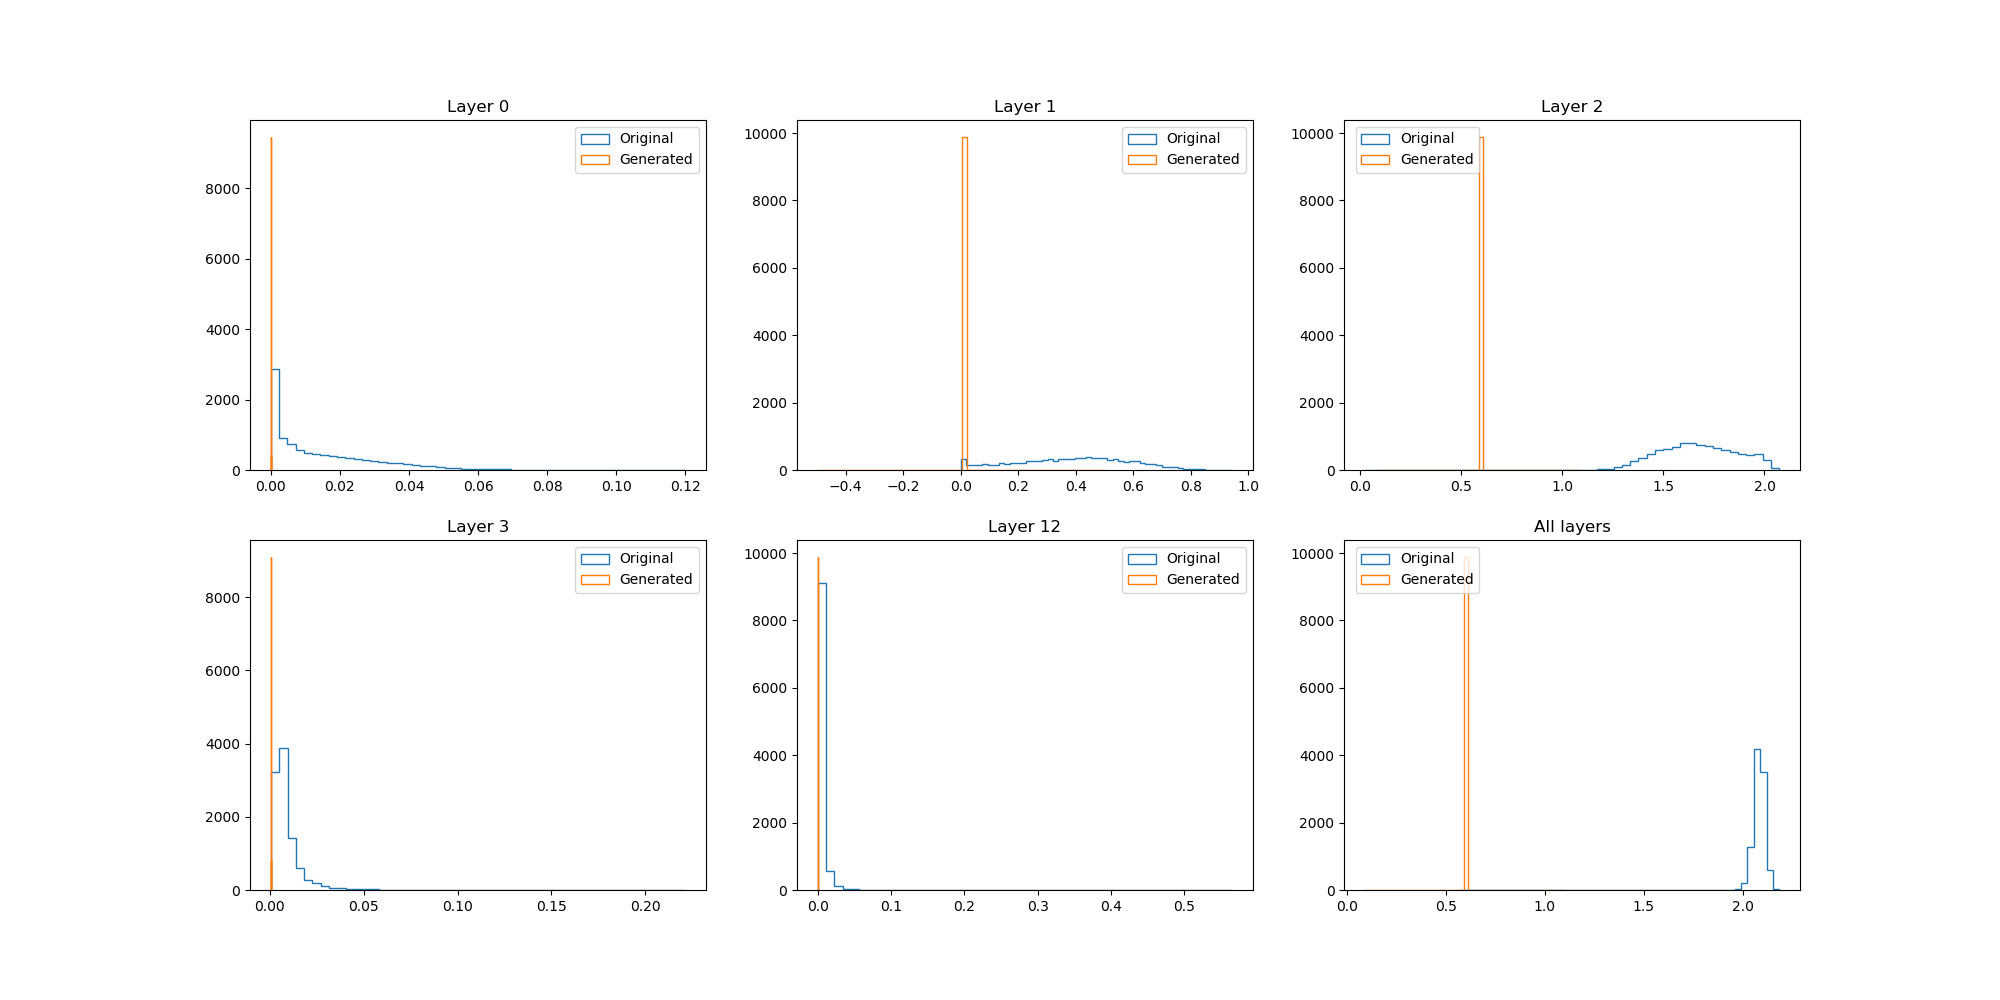 Layer 0
Original
Generated
8000
6000
4000
2000
0
0.00 0.02 0.04 0.06 0.08 0.10 0.12
Layer 1
Original
Generated
10000
8000
6000
4000
2000
0
−0.4 −0.2 0.0 0.2 0.4 0.6 0.8 1.0
Layer 2
Original
Generated
10000
8000
6000
4000
2000
0
0.0 0.5 1.0 1.5 2.0
Layer 3
Original
Generated
8000
6000
4000
2000
0
0.00 0.05 0.10 0.15 0.20
Layer 12
Original
Generated
10000
8000
6000
4000
2000
0
0.0 0.1 0.2 0.3 0.4 0.5
All layers
Original
Generated
10000
8000
6000
4000
2000
0
0.0 0.5 1.0 1.5 2.0